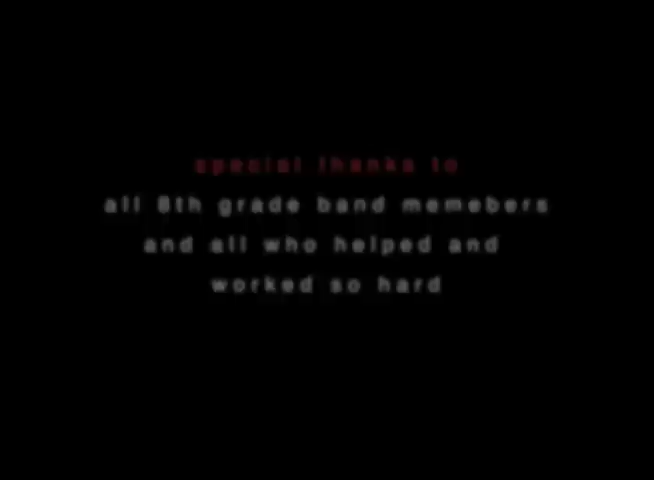 special thanks to
all 8th grade band memebers
and all who helped and
worked so hard